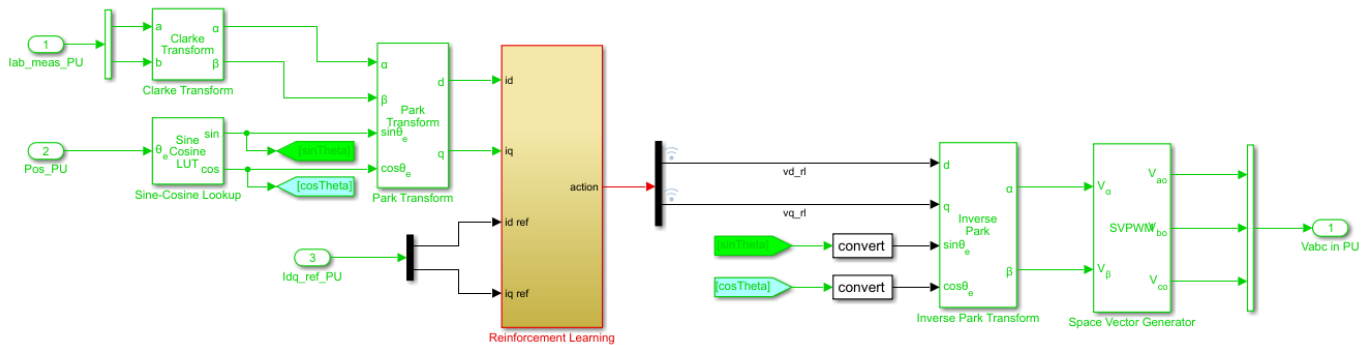 1
Iab_meas_PU
a
b
Clarke
Transform
α
β
Clarke Transform
2
Pos_PU
θe
Sine
Cosine
LUT
sin
cos
Sine-Cosine Lookup
[sinTheta]
[cosTheta]
α
β
sinθe
cosθe
Park
Transform
d
q
Park Transform
3
Idq_ref_PU
id
iq
id ref
iq ref
action
Reinforcement Learning
vd_rl
vq_rl
[sinTheta]
convert
[cosTheta]
convert
d
q
sinθe
cosθe
Inverse
Park
α
β
Inverse Park Transform
Vα
Vβ
SVPWM
Vao
Vbo
Vco
Space Vector Generator
1
Vabc in PU